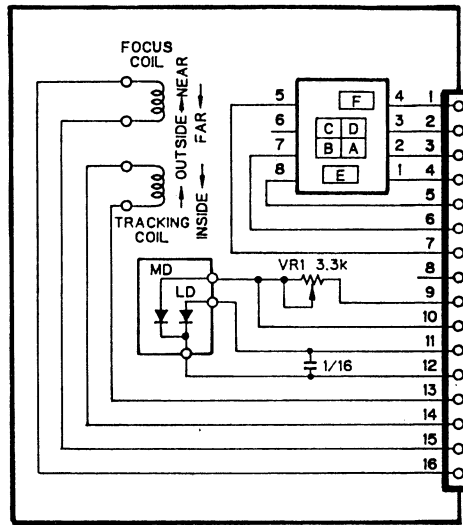 FOCUS
COIL
NEAR
FAR
OUTSIDE
INSIDE
TRACKING
COIL
5
6
7
8
F
C D
B A
E
4
3
2
1
MD
LD
VR1 3.3k
1/16
1
2
3
4
5
6
7
8
9
10
11
12
13
14
15
16